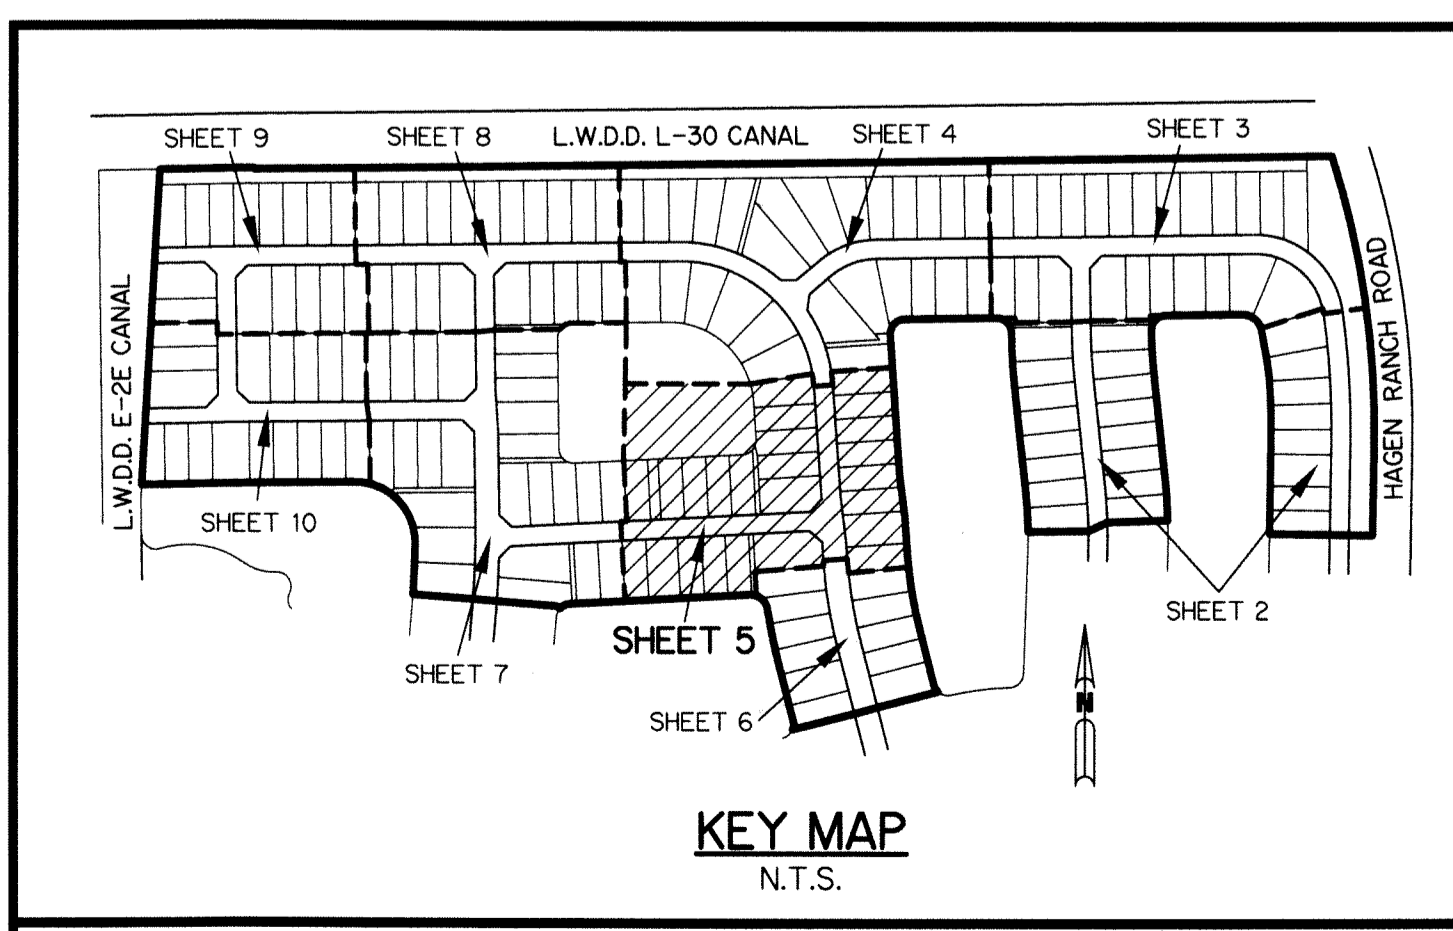 SHEET 9
SHEET 8
L.W.D.D. L-30 CANAL
SHEET 4
SHEET 3
L.W.D.D. E-2E CANAL
HAGEN RANCH ROAD
SHEET 10
SHEET 5
SHEET 2
SHEET 7
SHEET 6
N
KEY MAP
N.T.S.